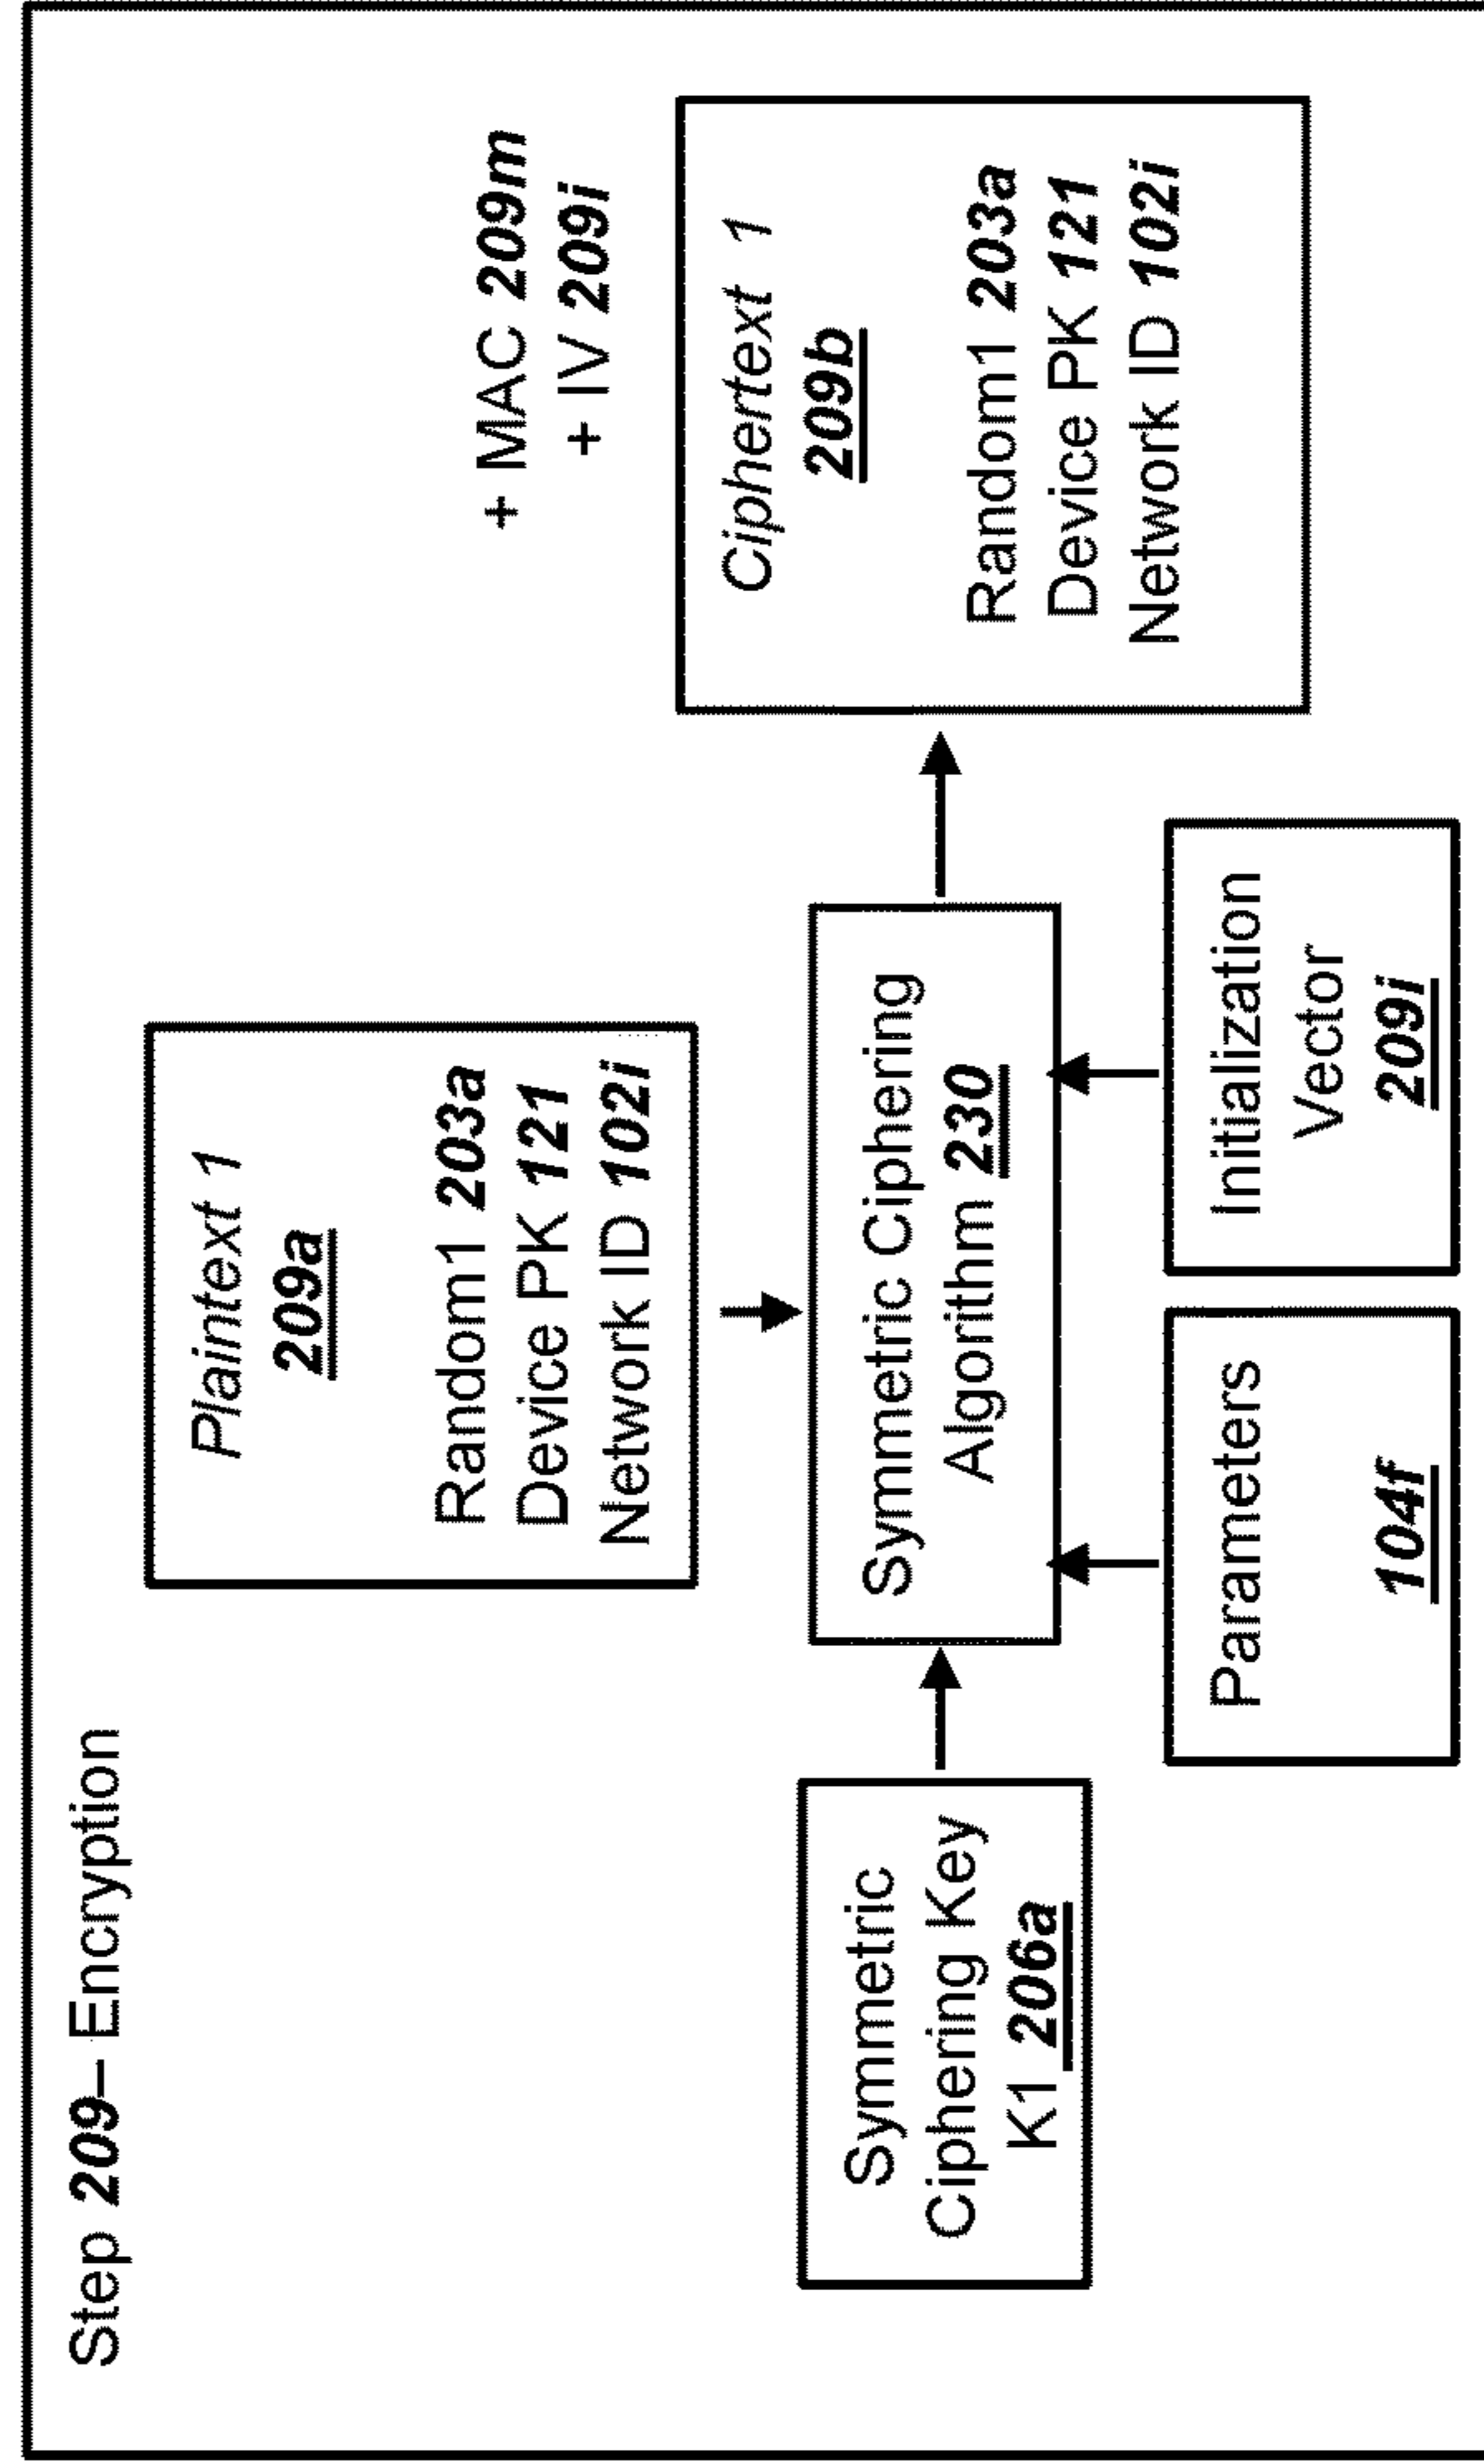 Step 209– Encryption
Plaintext 1
209a
Random1 203a
Device PK 121
Network ID 102i
+ MAC 209m
+ IV 209i
Symmetric
Ciphering Key
K1 206a
Symmetric Ciphering
Algorithm 230
Ciphertext 1
209b
Random1 203a
Device PK 121
Network ID 102i
Parameters
104f
Initialization
Vector
209i